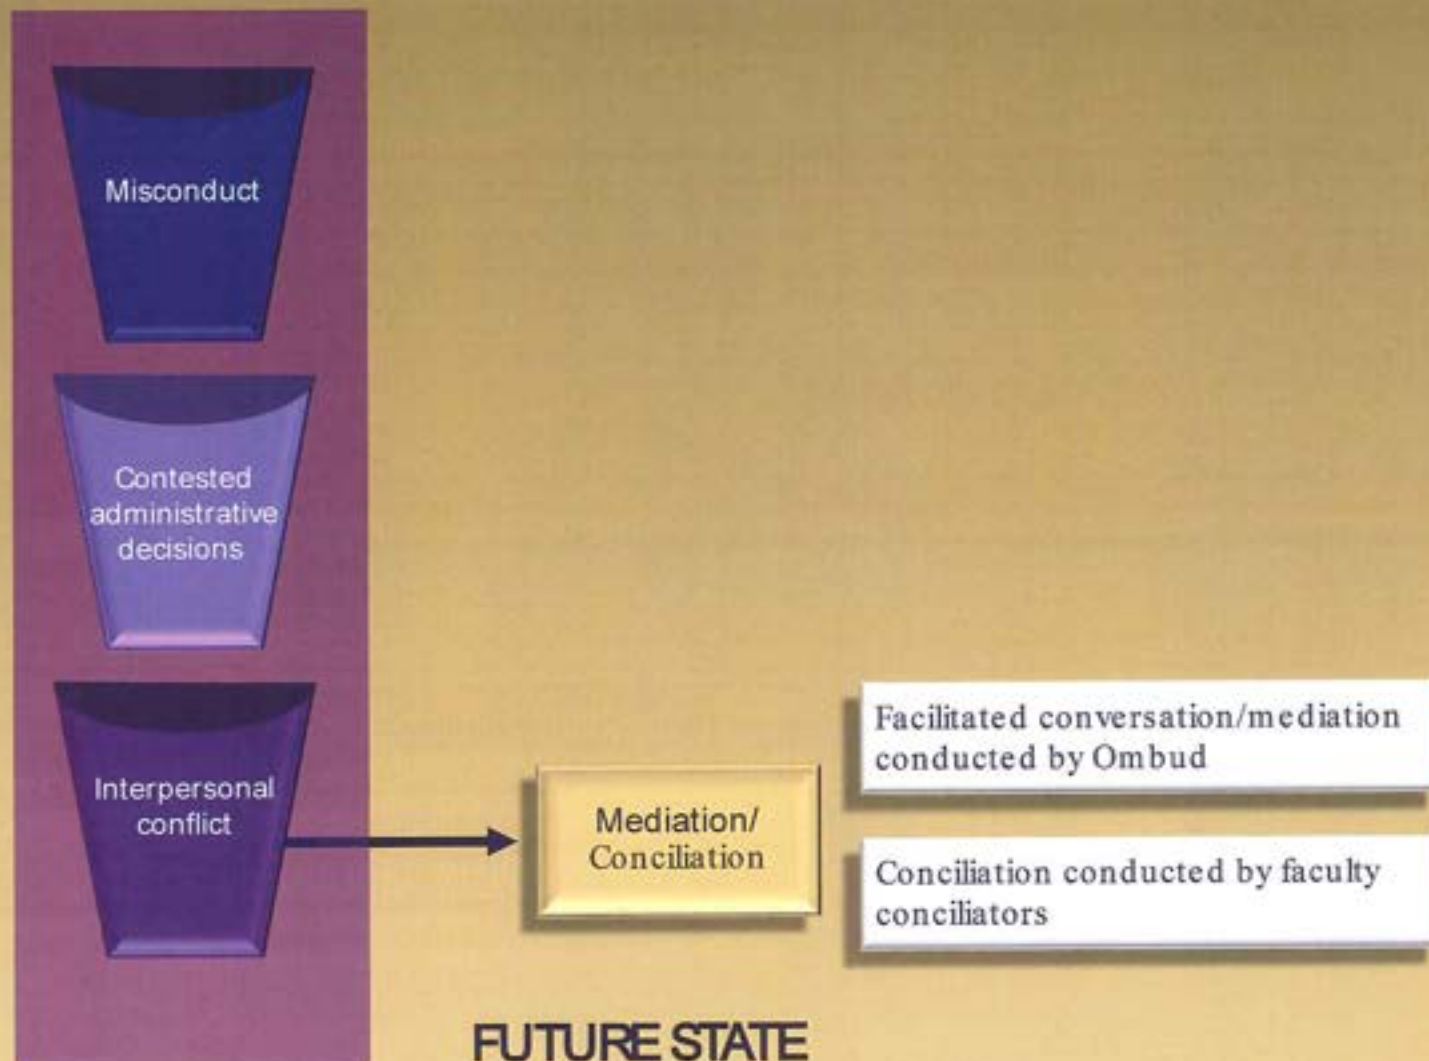 Misconduct
Contested
administrative
decisions
Interpersonal
conflict
Mediation/
Conciliation
Facilitated conversation/mediation
conducted by Ombud
Conciliation conducted by faculty
conciliators
FUTURE STATE